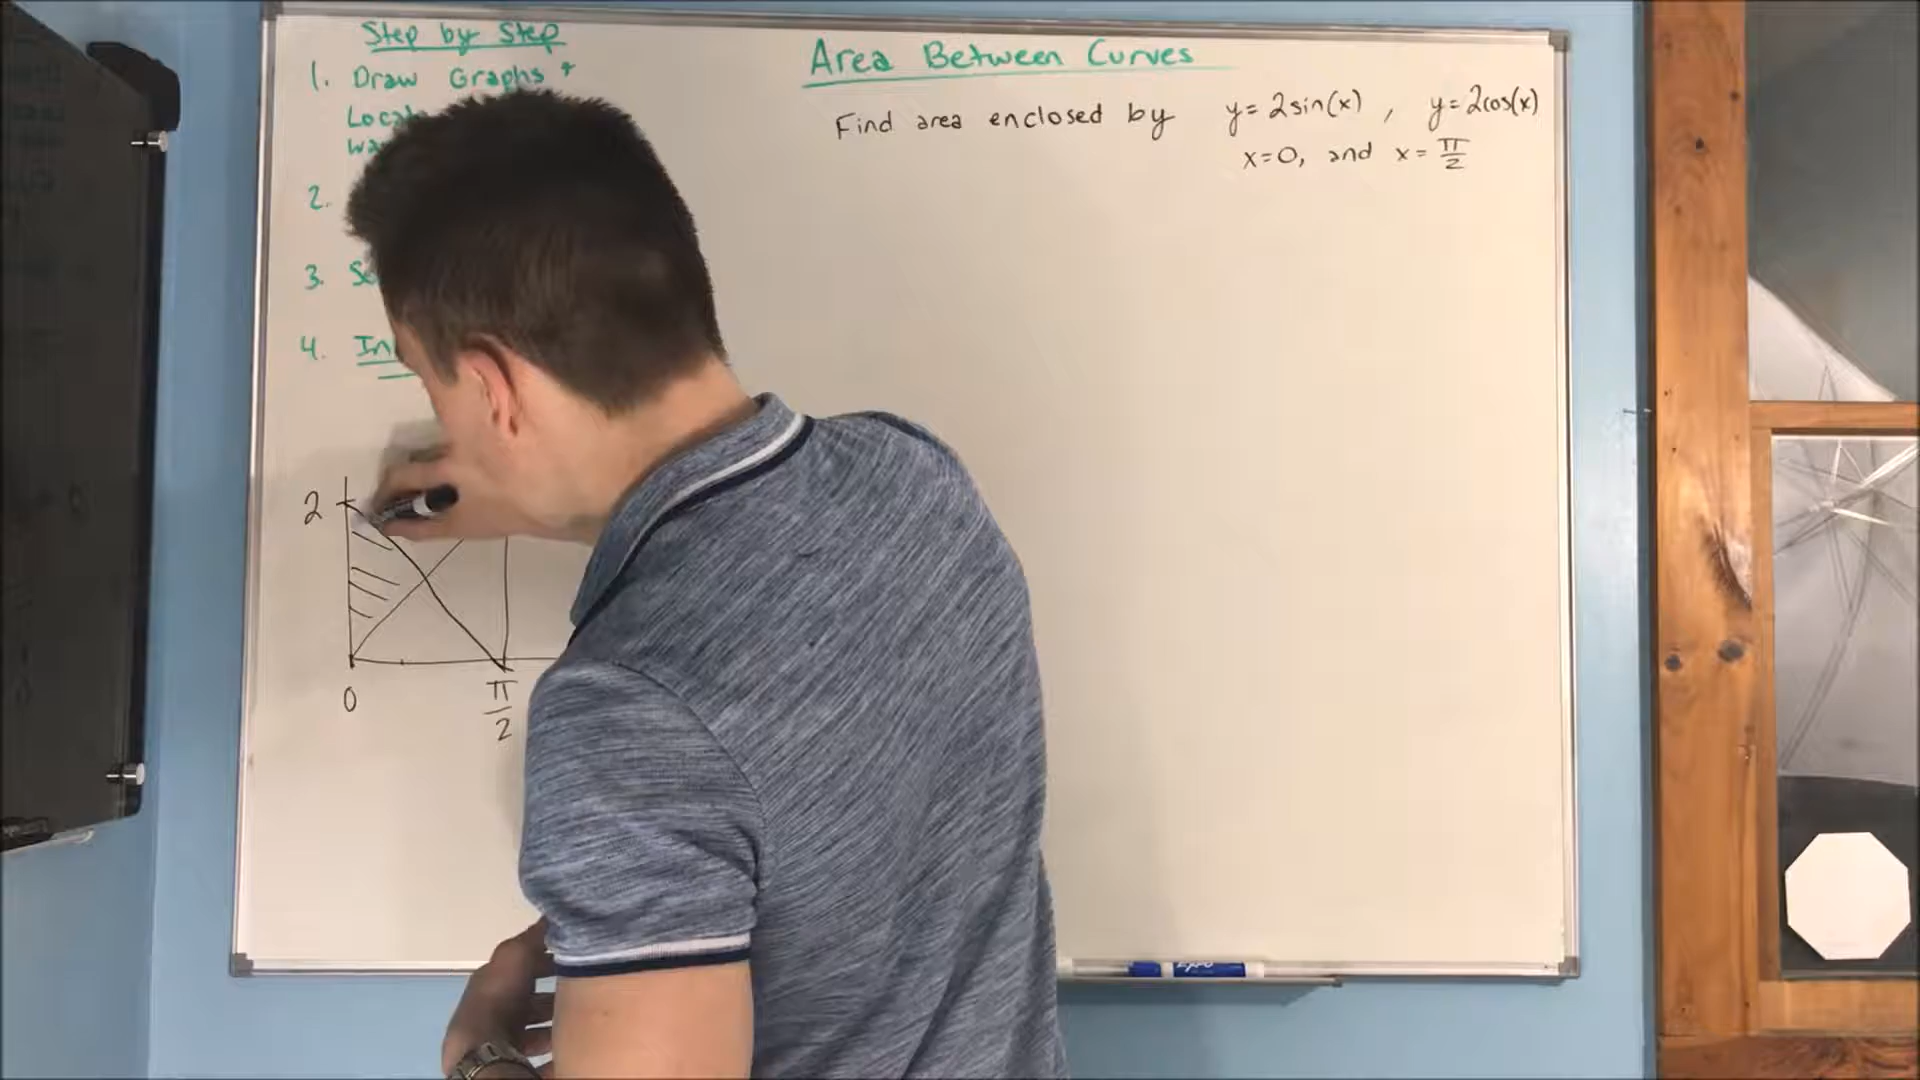 Step by Step
1. Draw Graphs +
2.
3.
4.
Area Between Curves
Find area enclosed by y=2sin(x), y=2cos(x)
x=0, and x=π/2
2
0
π/2